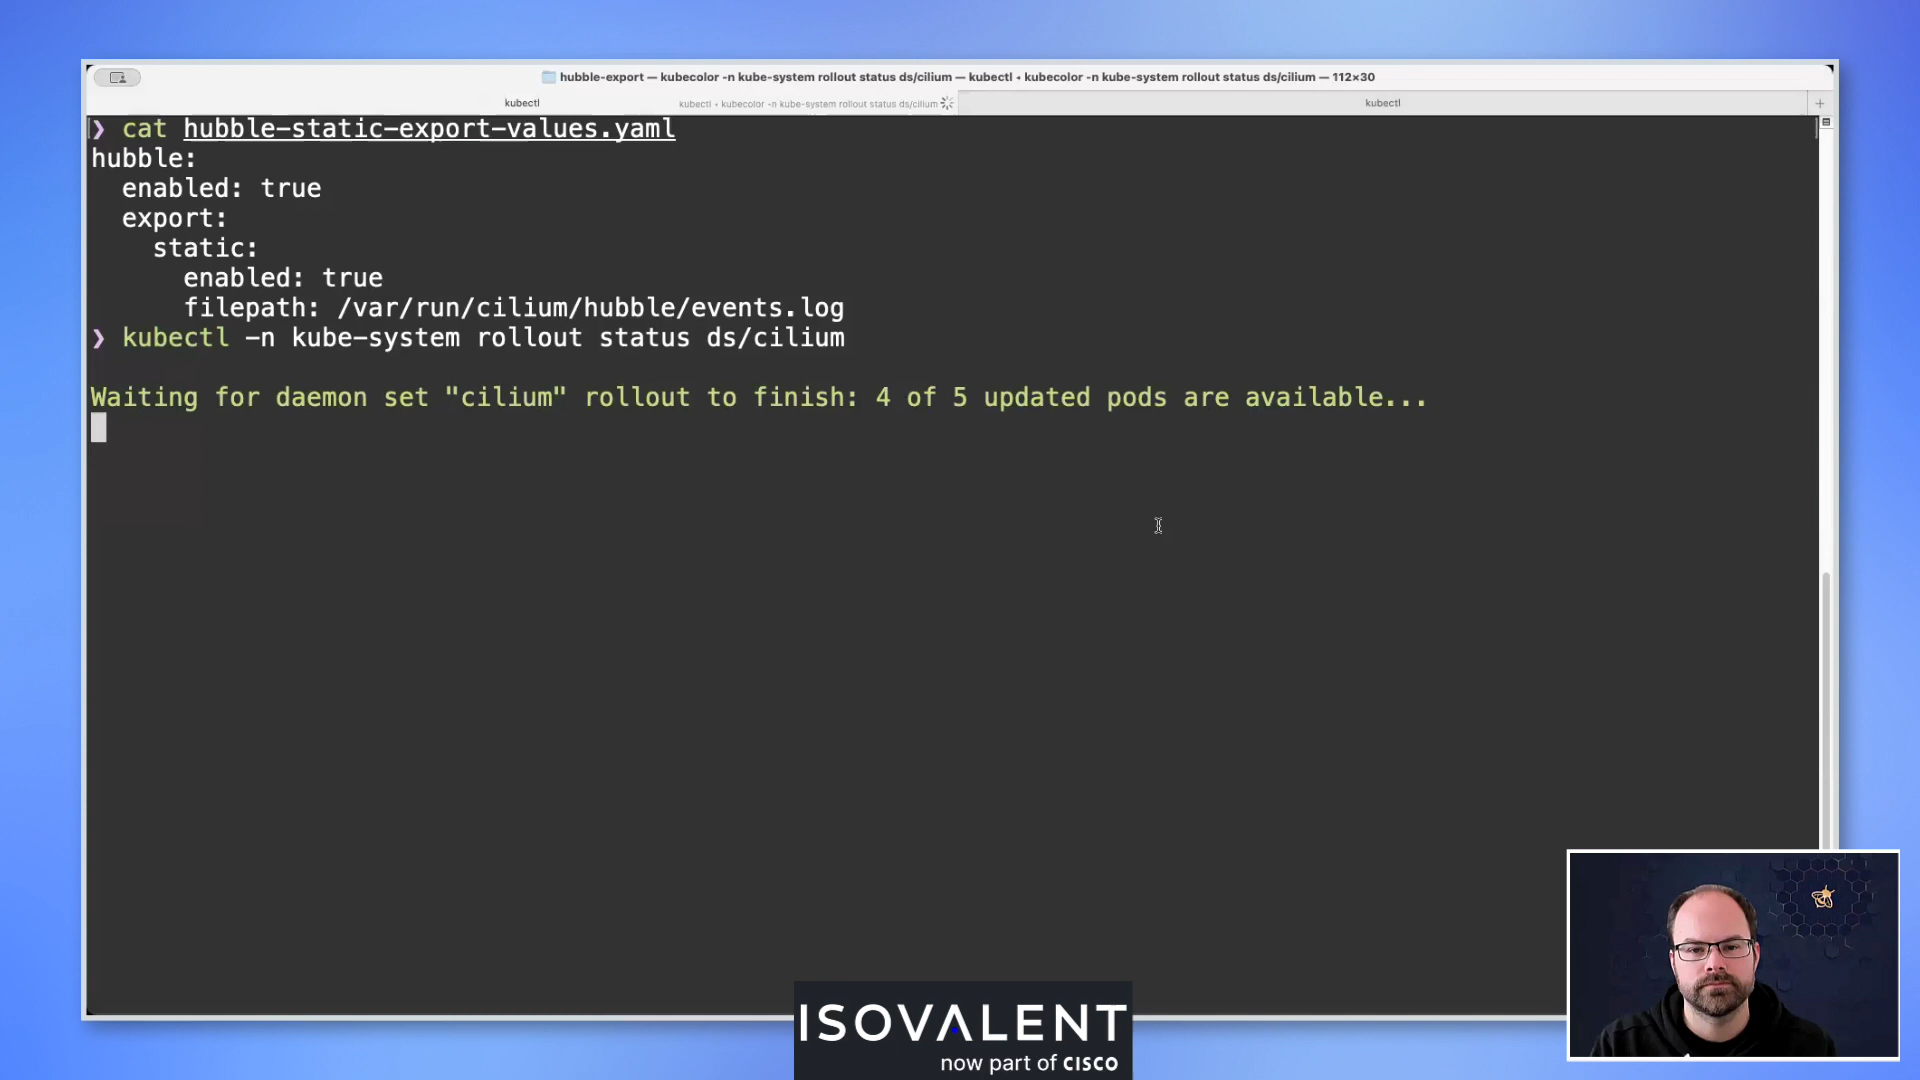 hubble-export — kubecolor -n kube-system rollout status ds/cilium — kubectl • kubecolor -n kube-system rollout status ds/cilium — 112×30
kubectl
kubectl • kubecolor -n kube-system rollout status ds/cilium
kubectl
+
❯ cat hubble-static-export-values.yaml
hubble:
  enabled: true
  export:
    static:
      enabled: true
      filepath: /var/run/cilium/hubble/events.log
❯ kubectl -n kube-system rollout status ds/cilium
Waiting for daemon set "cilium" rollout to finish: 4 of 5 updated pods are available...
ISOVALENT
now part of CISCO